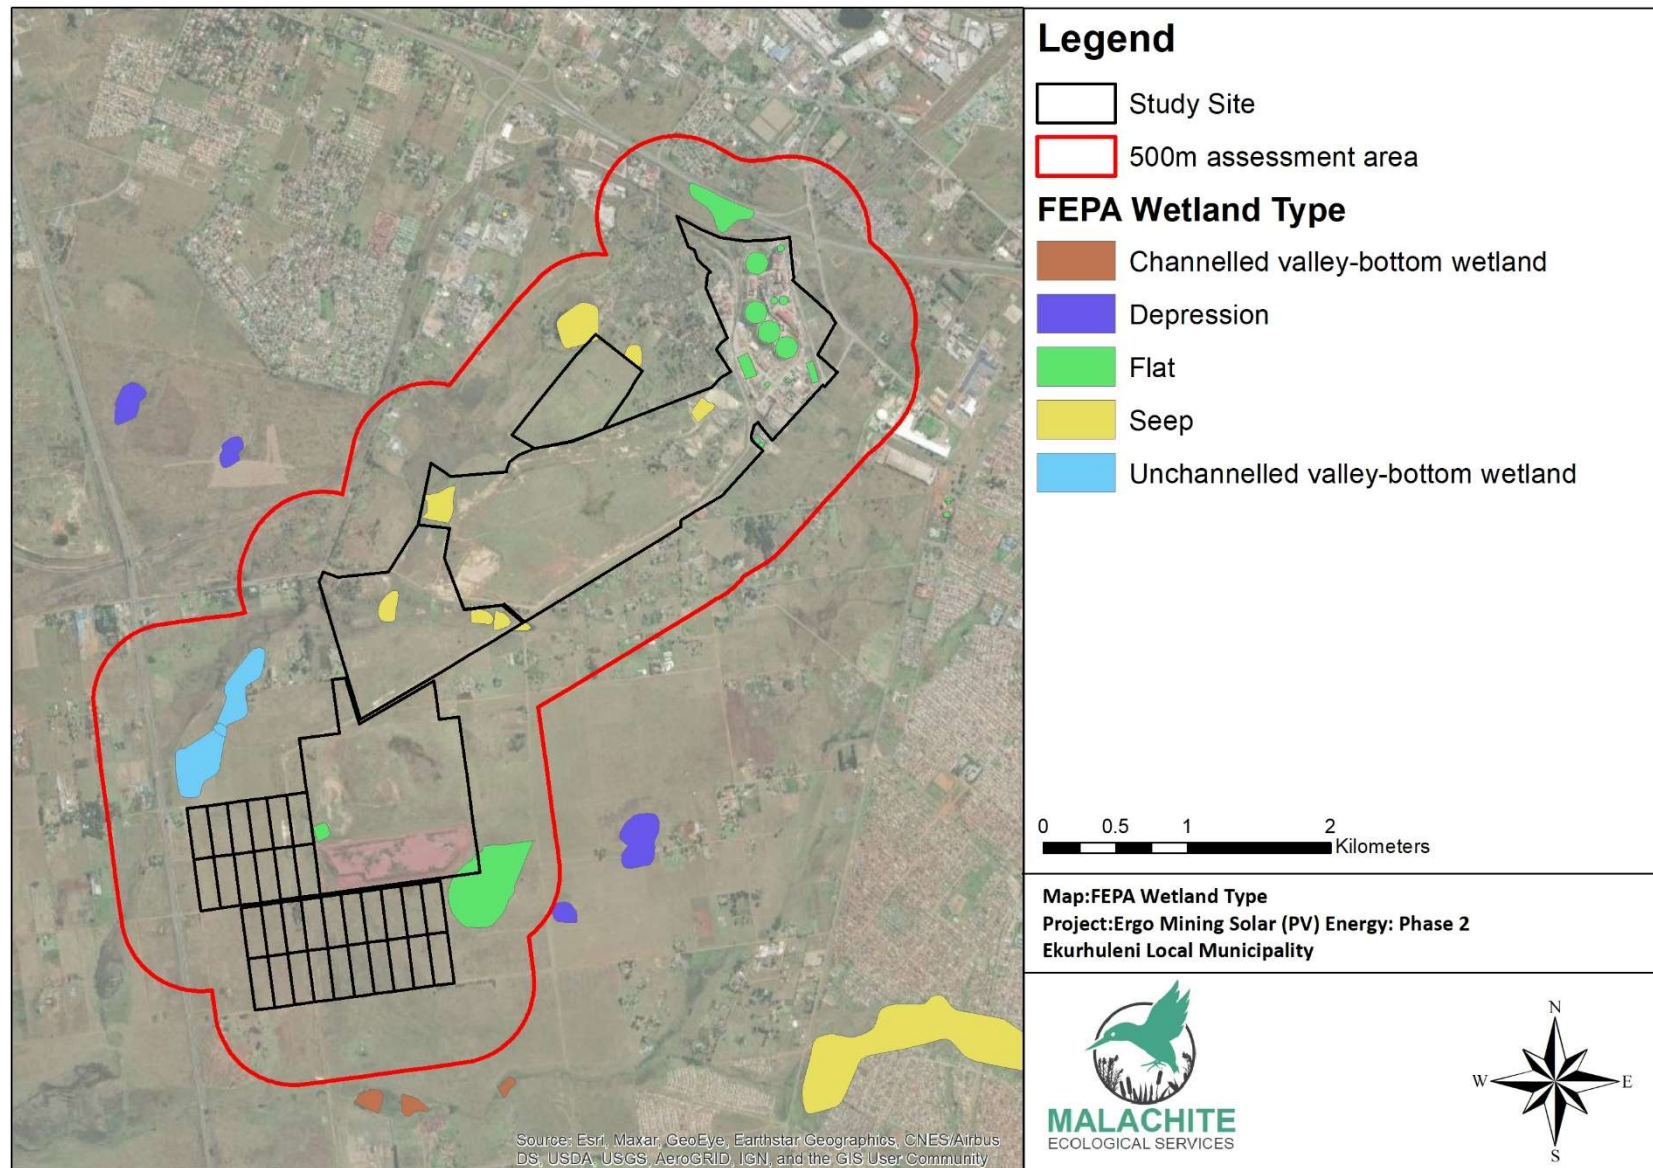 Legend
Study Site
500m assessment area
FEPA Wetland Type
Channelled valley-bottom wetland
Depression
Flat
Seep
Unchannelled valley-bottom wetland
0 0.5 1 2
Kilometers
Map:FEPA Wetland Type
Project:Ergo Mining Solar (PV) Energy: Phase 2
Ekurhuleni Local Municipality
MALACHITE
ECOLOGICAL SERVICES
N
W E
S
Source: Esri, Maxar, GeoEye, Earthstar Geographics, CNES/Airbus
DS, USDA, USGS, AeroGRID, IGN, and the GIS User Community